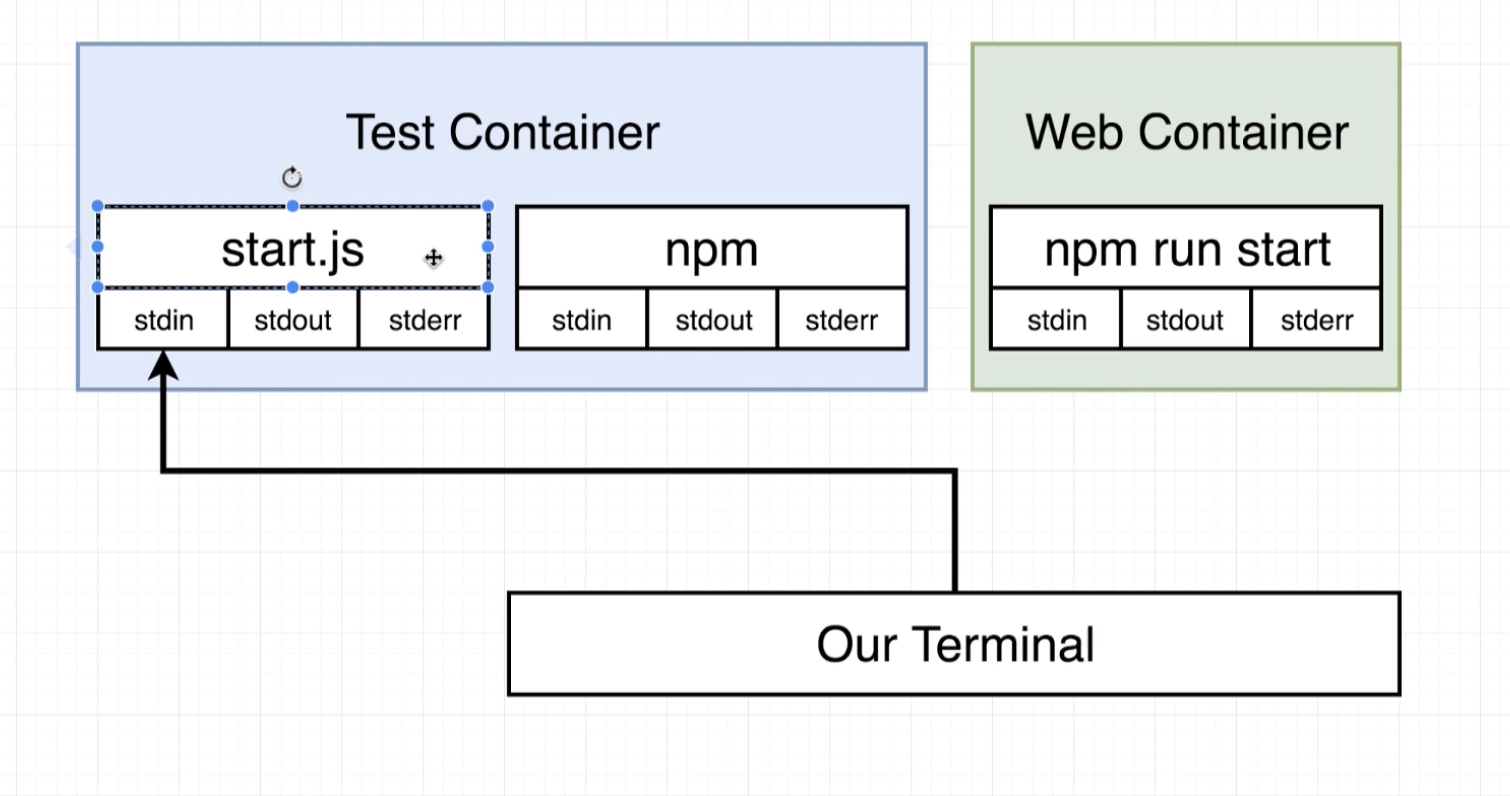 Test Container
Web Container
start.js
npm
npm run start
stdin
stdout
stderr
stdin
stdout
stderr
stdin
stdout
stderr
Our Terminal